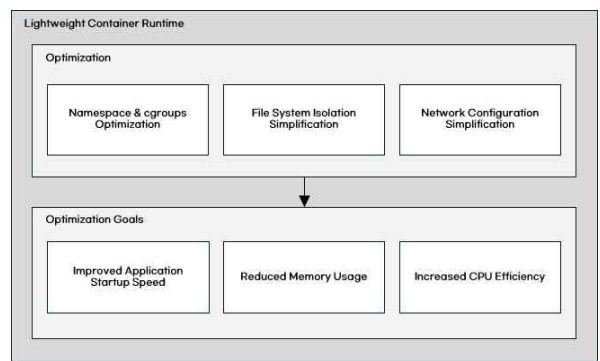 Lightweight Container Runtime
Optimization
Namespace & cgroups
Optimization
File System Isolation
Simplification
Network Configuration
Simplification
Optimization Goals
Improved Application
Startup Speed
Reduced Memory Usage
Increased CPU Efficiency